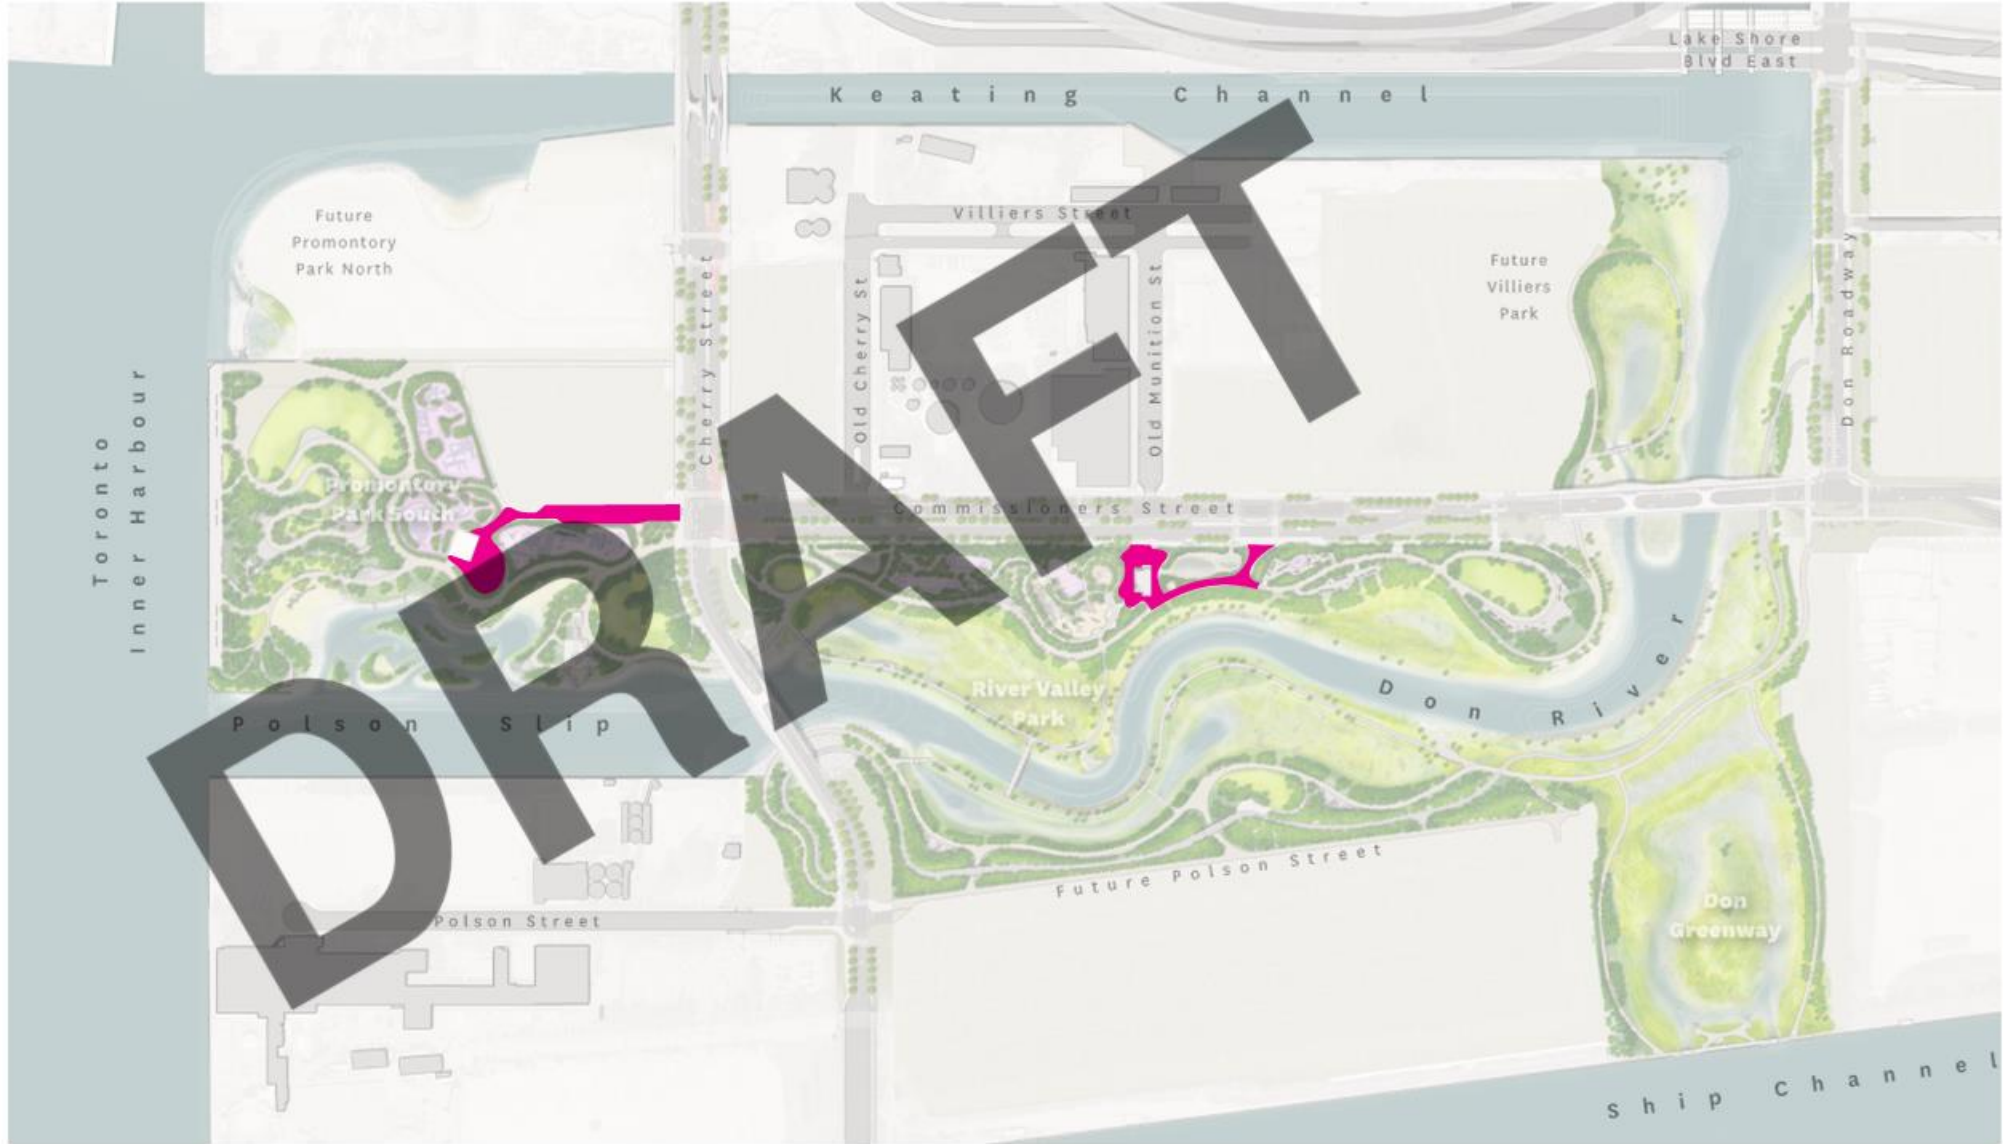 Lake Shore
Blvd East
Keating Channel
Future
Promontory
Park North
Villiers Street
Future
Villiers
Park
Cherry Street
Old Cherry St
Old Munition St
Don Roadway
Toronto
Inner Harbour
Promontory
Park South
Commissioners Street
DRAFT
River Valley
Park
Don River
Polson Slip
Future Polson Street
Polson Street
Don
Greenway
Ship Channel